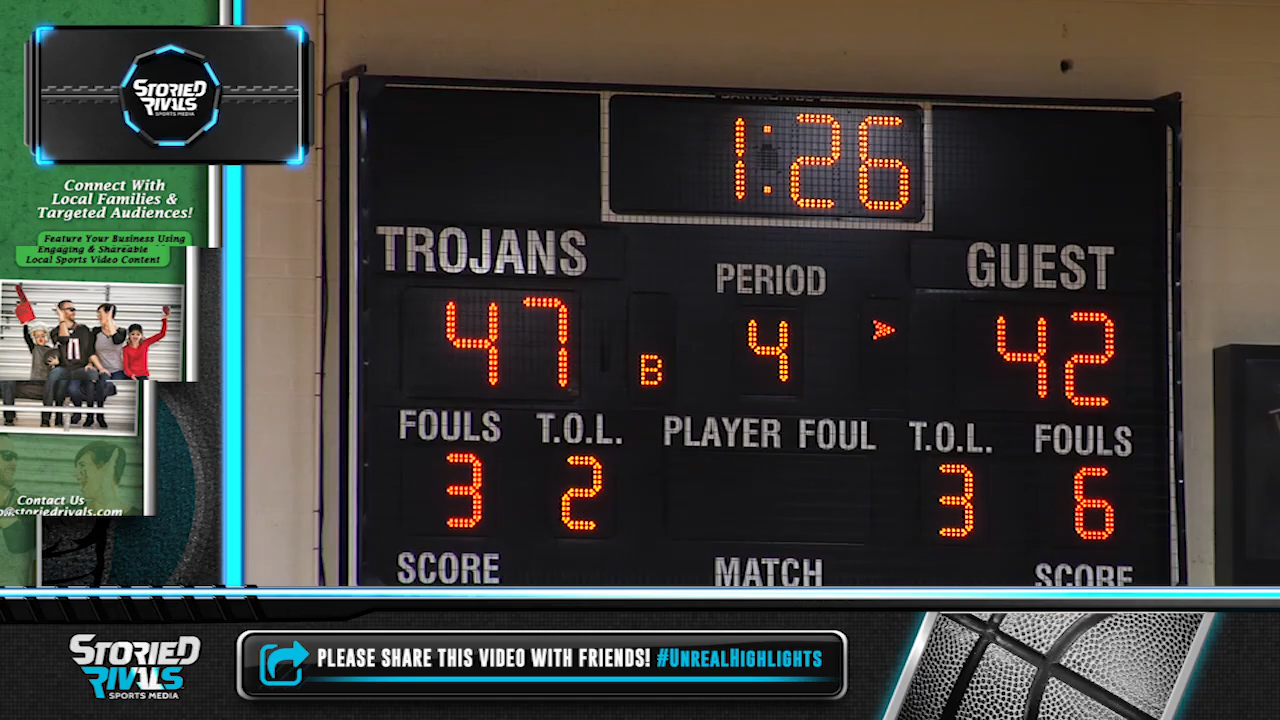 STORIED
RIVALS
SPORTS MEDIA
Connect With
Local Families &
Targeted Audiences!
Feature Your Business Using
Engaging & Shareable
Local Sports Video Content
Contact Us
storiedrivals.com
1:26
TROJANS
PERIOD
GUEST
47
B
4
42
FOULS
T.O.L.
PLAYER FOUL
T.O.L.
FOULS
3
2
3
6
SCORE
MATCH
SCORE
STORIED
RIVALS
SPORTS MEDIA
PLEASE SHARE THIS VIDEO WITH FRIENDS! #UNREALHIGHLIGHTS